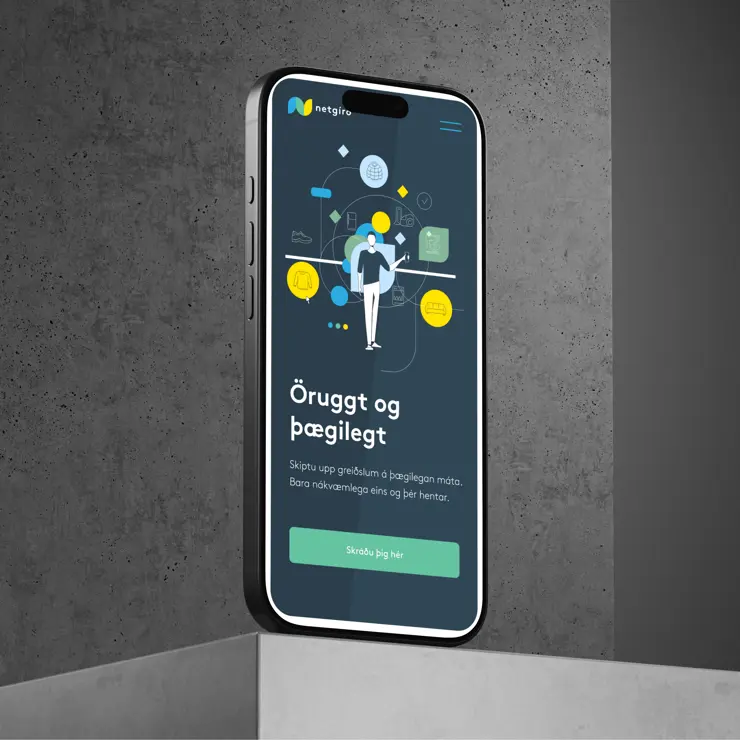 netgíró
Öruggt og
þægilegt
Skiptu upp greiðslum á þægilegan máta.
Bara nákvæmlega eins og þér hentar.
Skráðu þig hér